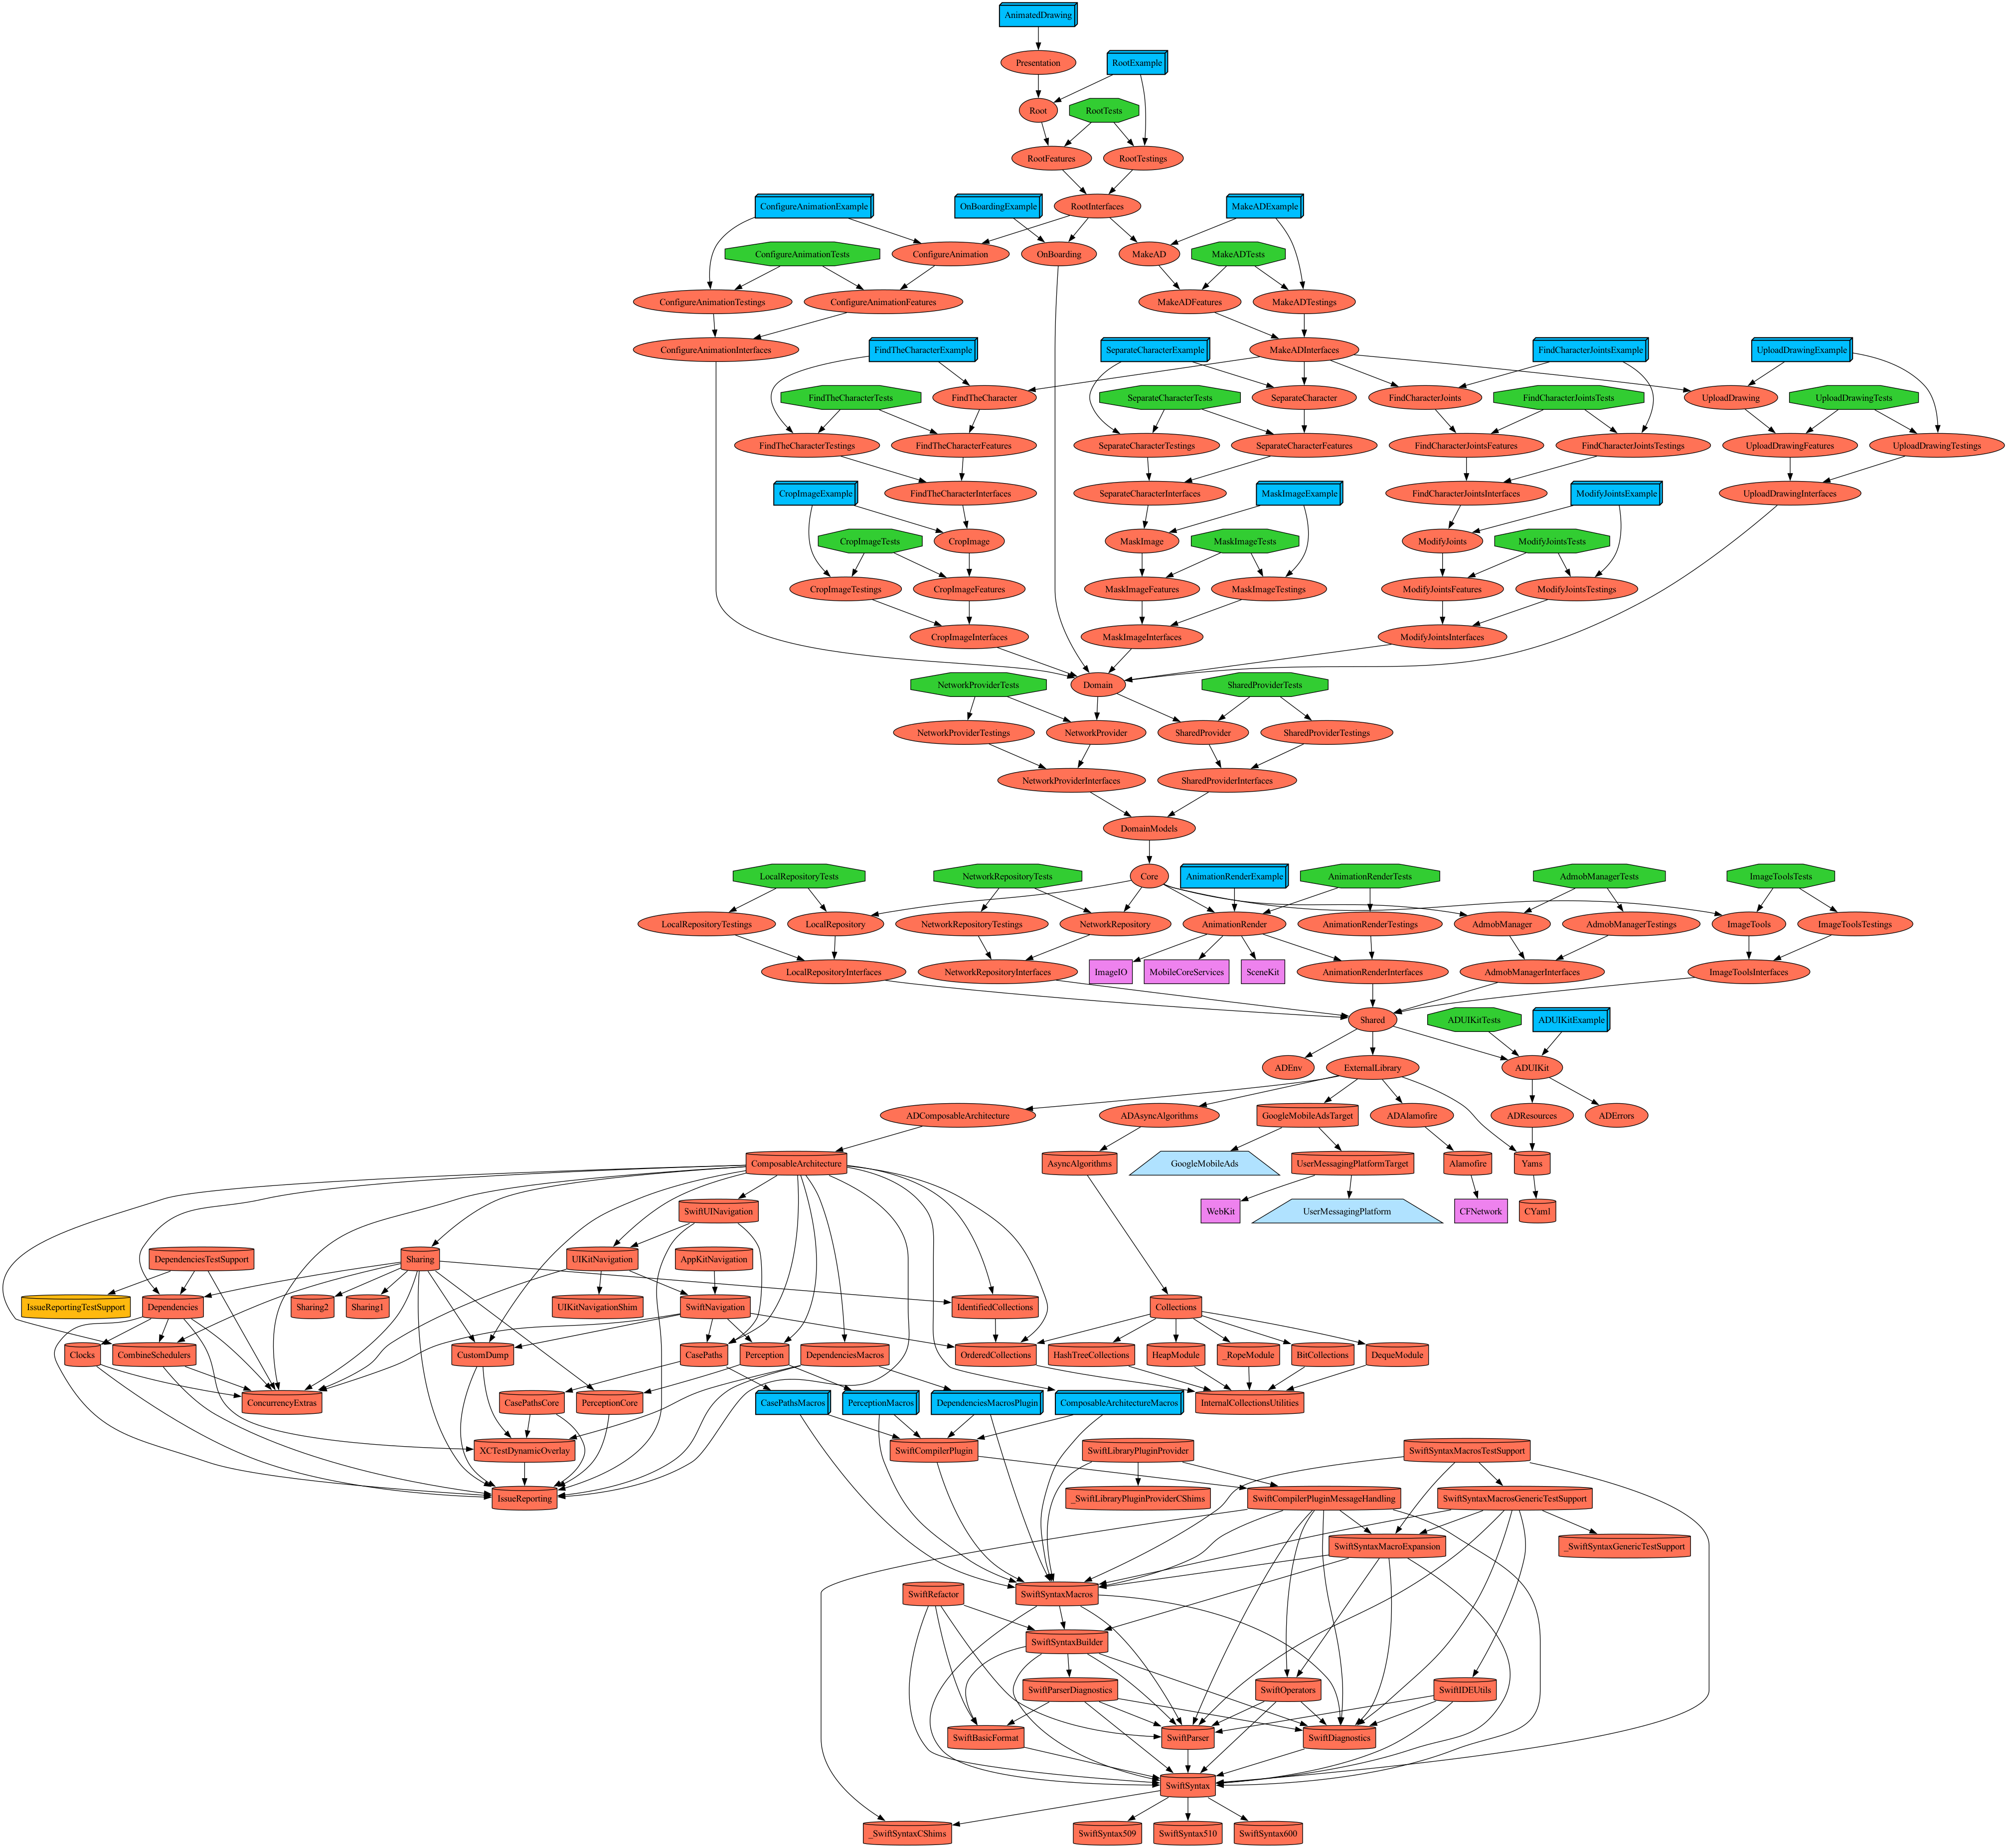 AnimatedDrawing
Presentation
RootExample
Root
RootTests
RootFeatures
RootTestings
ConfigureAnimationExample
OnBoardingExample
RootInterfaces
MakeADExample
ConfigureAnimationTests
ConfigureAnimation
OnBoarding
MakeAD
MakeADTests
ConfigureAnimationTestings
ConfigureAnimationFeatures
MakeADFeatures
MakeADTestings
ConfigureAnimationInterfaces
FindTheCharacterExample
SeparateCharacterExample
MakeADInterfaces
FindCharacterJointsExample
UploadDrawingExample
FindTheCharacterTests
FindTheCharacter
SeparateCharacterTests
SeparateCharacter
FindCharacterJoints
FindCharacterJointsTests
UploadDrawing
UploadDrawingTests
FindTheCharacterTestings
FindTheCharacterFeatures
SeparateCharacterTestings
SeparateCharacterFeatures
FindCharacterJointsFeatures
FindCharacterJointsTestings
UploadDrawingFeatures
UploadDrawingTestings
CropImageExample
FindTheCharacterInterfaces
SeparateCharacterInterfaces
MaskImageExample
FindCharacterJointsInterfaces
ModifyJointsExample
UploadDrawingInterfaces
CropImageTests
CropImage
MaskImage
MaskImageTests
ModifyJoints
ModifyJointsTests
CropImageTestings
CropImageFeatures
MaskImageFeatures
MaskImageTestings
ModifyJointsFeatures
ModifyJointsTestings
CropImageInterfaces
MaskImageInterfaces
ModifyJointsInterfaces
NetworkProviderTests
Domain
SharedProviderTests
NetworkProviderTestings
NetworkProvider
SharedProvider
SharedProviderTestings
NetworkProviderInterfaces
SharedProviderInterfaces
DomainModels
LocalRepositoryTests
NetworkRepositoryTests
Core
AnimationRenderExample
AnimationRenderTests
AdmobManagerTests
ImageToolsTests
LocalRepositoryTestings
LocalRepository
NetworkRepositoryTestings
NetworkRepository
AnimationRender
AnimationRenderTestings
AdmobManager
AdmobManagerTestings
ImageTools
ImageToolsTestings
LocalRepositoryInterfaces
NetworkRepositoryInterfaces
ImageIO
MobileCoreServices
SceneKit
AnimationRenderInterfaces
AdmobManagerInterfaces
ImageToolsInterfaces
Shared
ADUIKitTests
ADUIKitExample
ADEnv
ExternalLibrary
ADUIKit
ADComposableArchitecture
ADAsyncAlgorithms
GoogleMobileAdsTarget
ADAlamofire
ADResources
ADErrors
ComposableArchitecture
AsyncAlgorithms
GoogleMobileAds
UserMessagingPlatformTarget
Alamofire
Yams
SwiftUINavigation
WebKit
UserMessagingPlatform
CFNetwork
CYaml
DependenciesTestSupport
Sharing
UIKitNavigation
AppKitNavigation
IssueReportingTestSupport
Dependencies
Sharing2
Sharing1
UIKitNavigationShim
SwiftNavigation
IdentifiedCollections
Collections
Clocks
CombineSchedulers
CustomDump
CasePaths
Perception
DependenciesMacros
OrderedCollections
HashTreeCollections
HeapModule
_RopeModule
BitCollections
DequeModule
ConcurrencyExtras
CasePathsCore
PerceptionCore
CasePathsMacros
PerceptionMacros
DependenciesMacrosPlugin
ComposableArchitectureMacros
InternalCollectionsUtilities
XCTestDynamicOverlay
SwiftCompilerPlugin
SwiftLibraryPluginProvider
SwiftSyntaxMacrosTestSupport
IssueReporting
_SwiftLibraryPluginProviderCShims
SwiftCompilerPluginMessageHandling
SwiftSyntaxMacrosGenericTestSupport
SwiftSyntaxMacroExpansion
_SwiftSyntaxGenericTestSupport
SwiftRefactor
SwiftSyntaxMacros
SwiftSyntaxBuilder
SwiftParserDiagnostics
SwiftOperators
SwiftIDEUtils
SwiftBasicFormat
SwiftParser
SwiftDiagnostics
SwiftSyntax
_SwiftSyntaxCShims
SwiftSyntax509
SwiftSyntax510
SwiftSyntax600